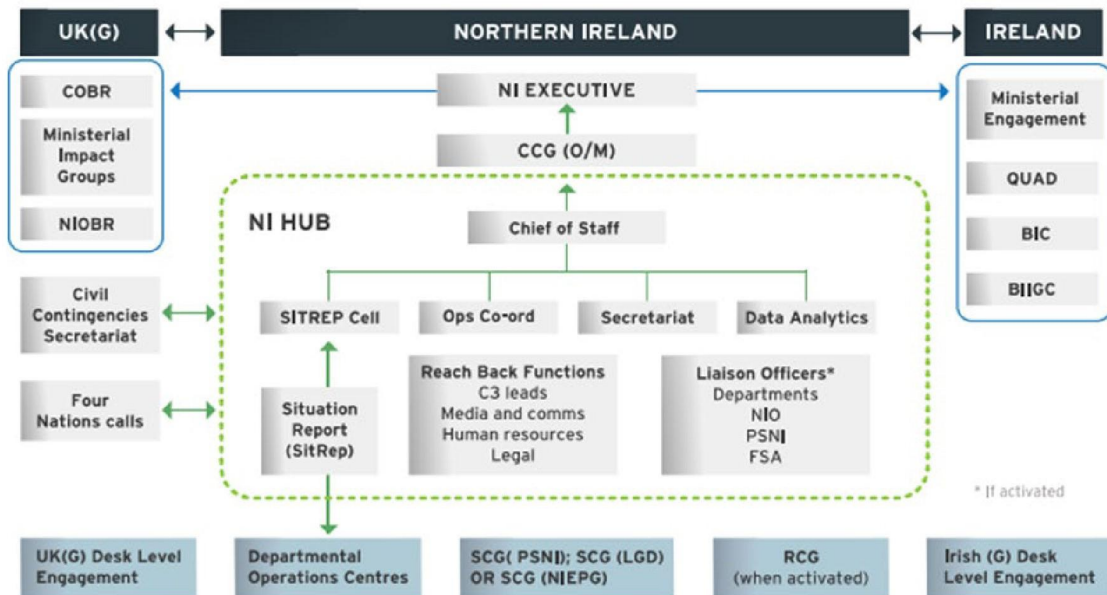 UK(G)
NORTHERN IRELAND
IRELAND
COBR
Ministerial
Impact
Groups
NIOBR
NI EXECUTIVE
CCG (O/M)
Ministerial
Engagement
QUAD
BIC
BIIGC
NI HUB
Chief of Staff
Civil
Contingencies
Secretariat
SITREP Cell
Ops Co-ord
Secretariat
Data Analytics
Four
Nations calls
Situation
Report
(SitRep)
Reach Back Functions
C3 leads
Media and comms
Human resources
Legal
Liaison Officers*
Departments
NIO
PSNI
FSA
* If activated
UK(G) Desk Level
Engagement
Departmental
Operations Centres
SCG( PSNI); SCG (LGD)
OR SCG (NIEPG)
RCG
(when activated)
Irish (G) Desk
Level Engagement